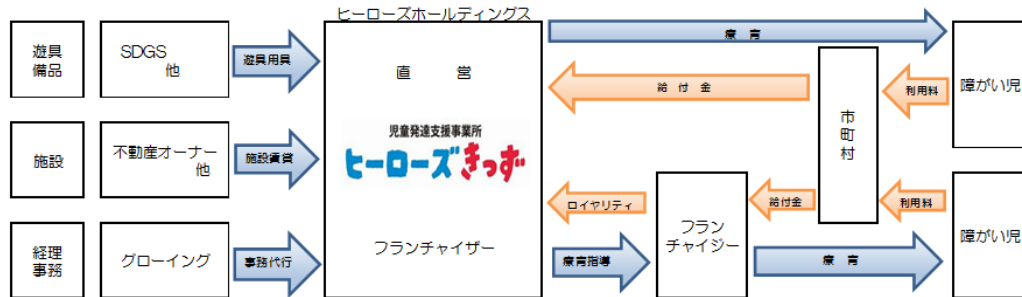 ヒーローズホールディングス
遊具
備品
SDGS
他
遊具用具
直 営
療 育
給 付 金
利用料
障がい児
市町村
児童発達支援事業所
ヒーローズきっず
施設
不動産オーナー
他
施設賃貸
ロイヤリティ
給付金
利用料
フラン
チャイジー
障がい児
経理
事務
グローイング
事務代行
フランチャイザー
療育指導
療 育